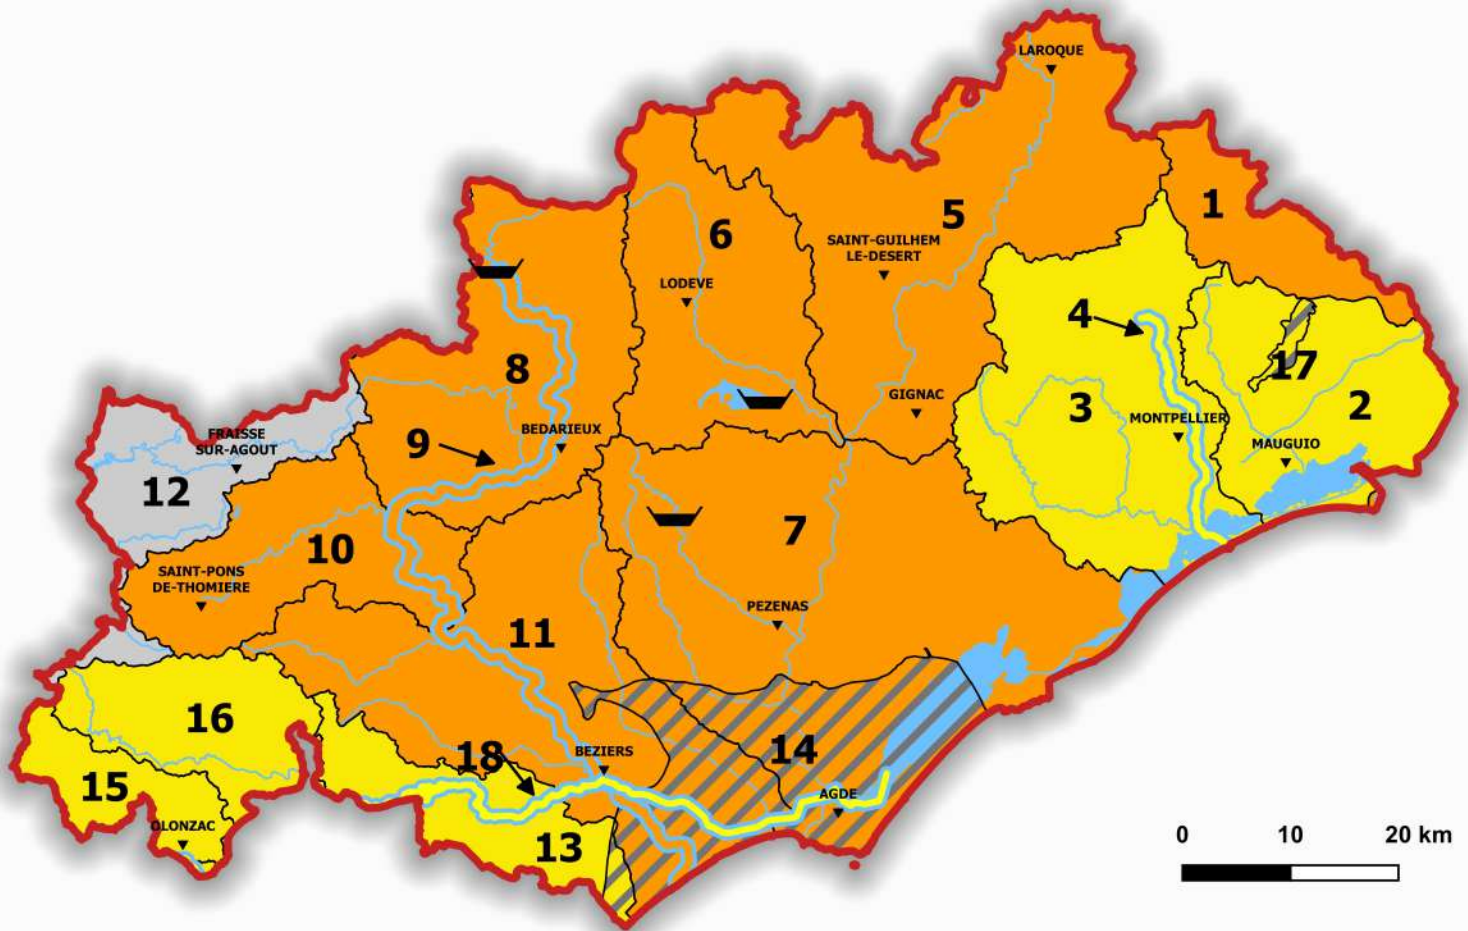 LAROQUE
1
5
6
SAINT-GUILHEM
LE-DESERT
LODEVE
4
8
17
GIGNAC
3
2
MONTPELLIER
BEDARIEUX
9
FRAISSE
SUR-AGOUT
MAUGUIO
12
7
10
SAINT-PONS
DE-THOMIERE
PEZENAS
11
16
14
18
BEZIERS
15
AGDE
OLONZAC
13
0 10 20 km